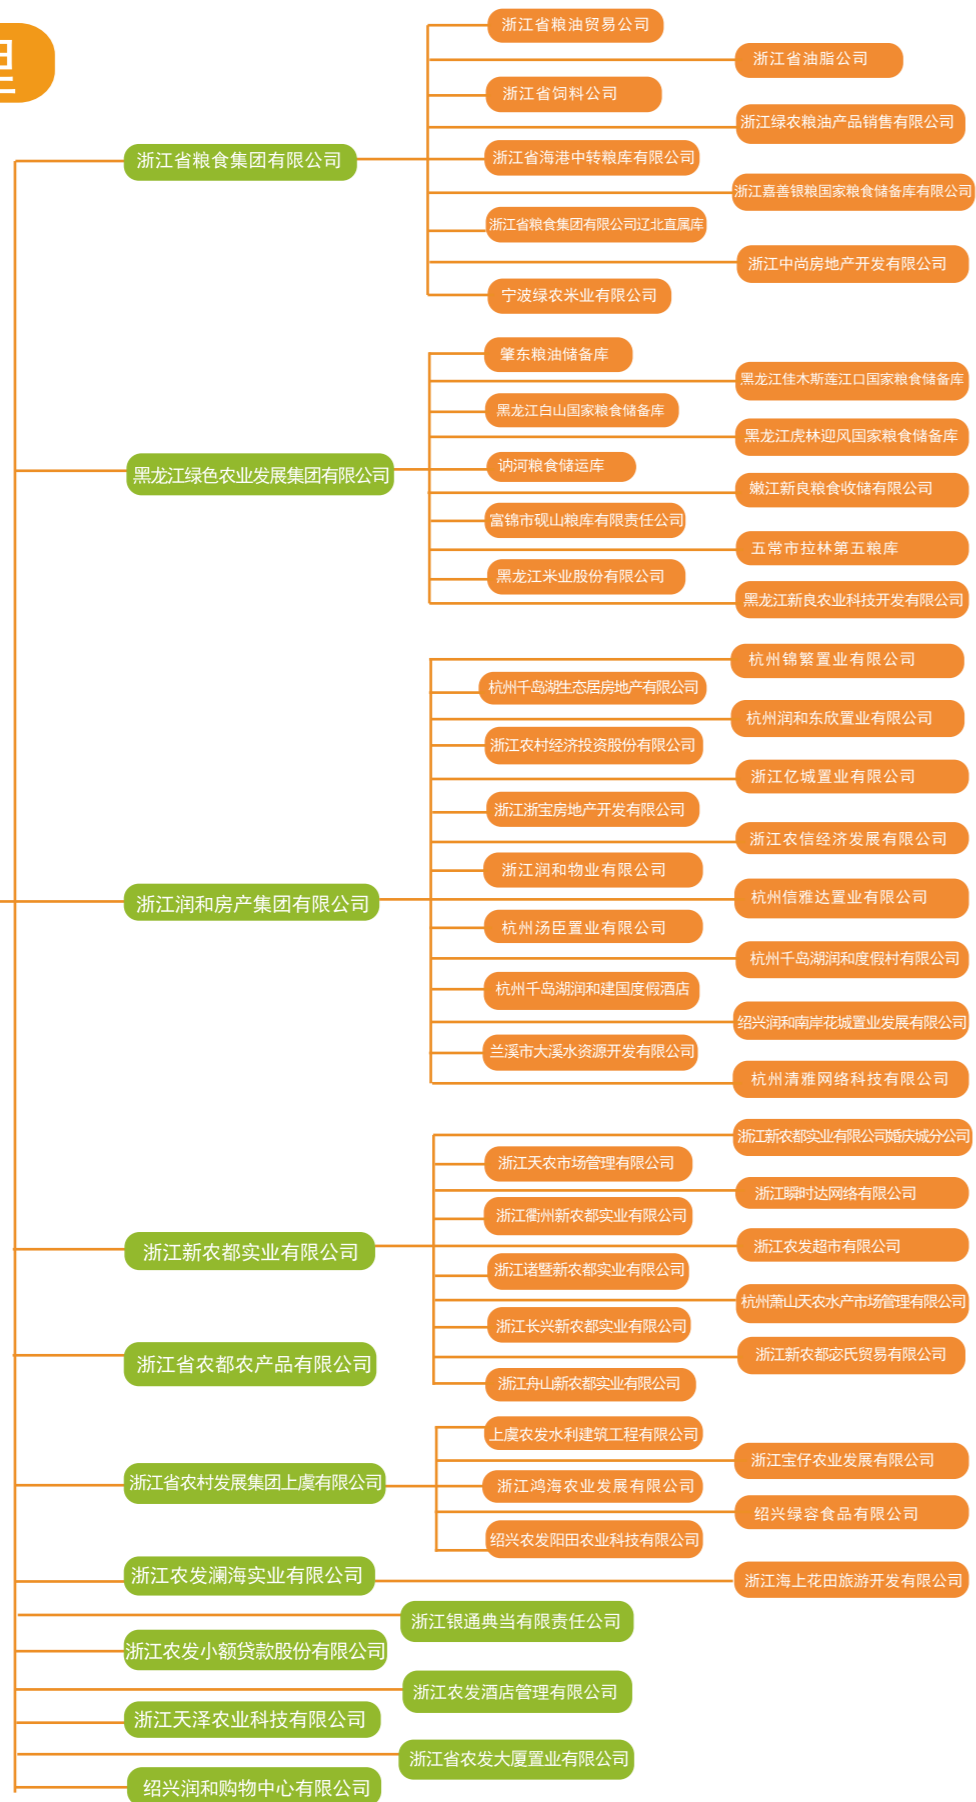 浙江省粮油贸易公司
浙江省油脂公司
浙江省饲料公司
浙江绿农粮油产品销售有限公司
浙江省粮食集团有限公司
浙江省海港中转粮库有限公司
浙江嘉善银粮国家粮食储备库有限公司
浙江省粮食集团有限公司辽北直属库
浙江中尚房地产开发有限公司
宁波绿农米业有限公司
肇东粮油储备库
黑龙江佳木斯莲江口国家粮食储备库
黑龙江白山国家粮食储备库
黑龙江虎林迎风国家粮食储备库
黑龙江绿色农业发展集团有限公司
讷河粮食储运库
嫩江新良粮食收储有限公司
富锦市砚山粮库有限责任公司
五常市拉林第五粮库
黑龙江米业股份有限公司
黑龙江新良农业科技开发有限公司
杭州锦繁置业有限公司
杭州千岛湖生态居房地产有限公司
杭州润和东欣置业有限公司
浙江农村经济投资股份有限公司
浙江亿城置业有限公司
浙江浙宝房地产开发有限公司
浙江农信经济发展有限公司
浙江润和物业有限公司
浙江润和房产集团有限公司
杭州信雅达置业有限公司
杭州汤臣置业有限公司
杭州千岛湖润和度假村有限公司
杭州千岛湖润和建国度假酒店
绍兴润和南岸花城置业发展有限公司
兰溪市大溪水资源开发有限公司
杭州清雅网络科技有限公司
浙江新农都实业有限公司婚庆城分公司
浙江天农市场管理有限公司
浙江瞬时达网络有限公司
浙江衢州新农都实业有限公司
浙江新农都实业有限公司
浙江农发超市有限公司
浙江诸暨新农都实业有限公司
杭州萧山天农水产市场管理有限公司
浙江长兴新农都实业有限公司
浙江新农都宓氏贸易有限公司
浙江省农都农产品有限公司
浙江舟山新农都实业有限公司
上虞农发水利建筑工程有限公司
浙江宝仔农业发展有限公司
浙江省农村发展集团上虞有限公司
浙江鸿海农业发展有限公司
绍兴绿容食品有限公司
绍兴农发阳田农业科技有限公司
浙江农发澜海实业有限公司
浙江海上花田旅游开发有限公司
浙江银通典当有限责任公司
浙江农发小额贷款股份有限公司
浙江农发酒店管理有限公司
浙江天泽农业科技有限公司
浙江省农发大厦置业有限公司
绍兴润和购物中心有限公司